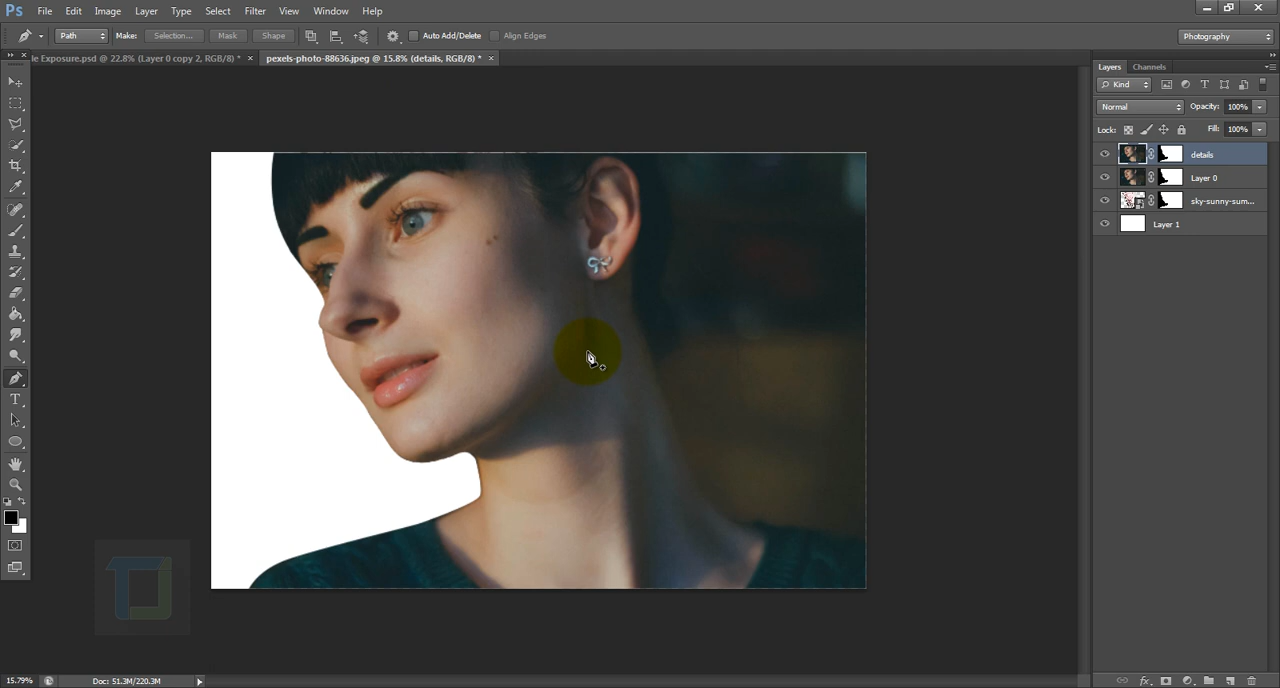 Ps File Edit Image Layer Type Select Filter View Window Help
Path Make: Selection... Mask Shape Auto Add/Delete Align Edges Photography
le Exposure.psd @ 22.8% (Layer 0 copy 2, RGB/8) * × pexels-photo-88636.jpeg @ 15.8% (details, RGB/8) * ×
Layers Channels
Kind
Normal Opacity: 100%
Lock: Fill: 100%
details
Layer 0
sky-sunny-sum...
Layer 1
15.79% Doc: 51.3M/220.3M